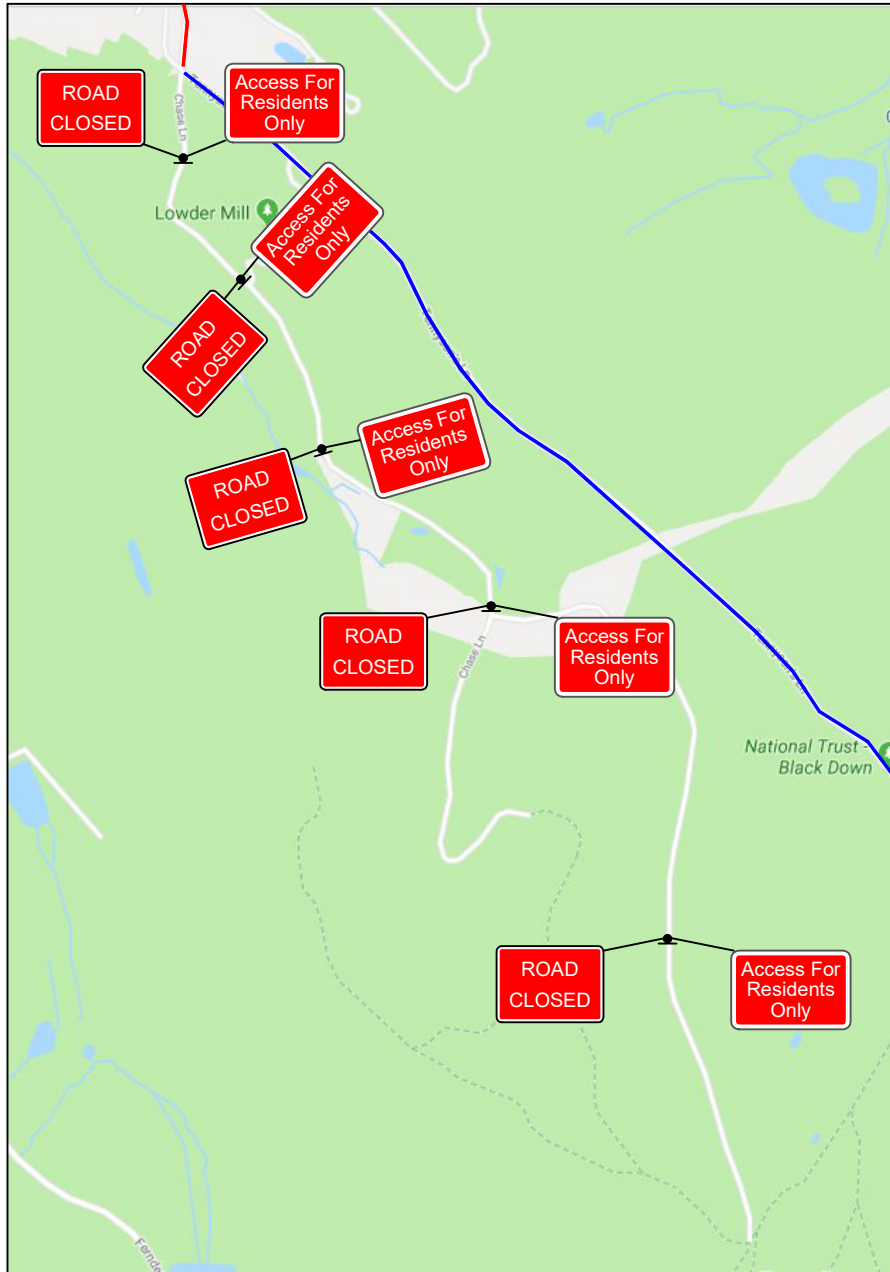 ROAD
CLOSED
Access For
Residents
Only
Chase Ln
Lowder Mill
Access For
Residents
Only
ROAD
CLOSED
Access For
Residents
Only
ROAD
CLOSED
ROAD
CLOSED
Access For
Residents
Only
Chase Ln
National Trust -
Black Down
ROAD
CLOSED
Access For
Residents
Only